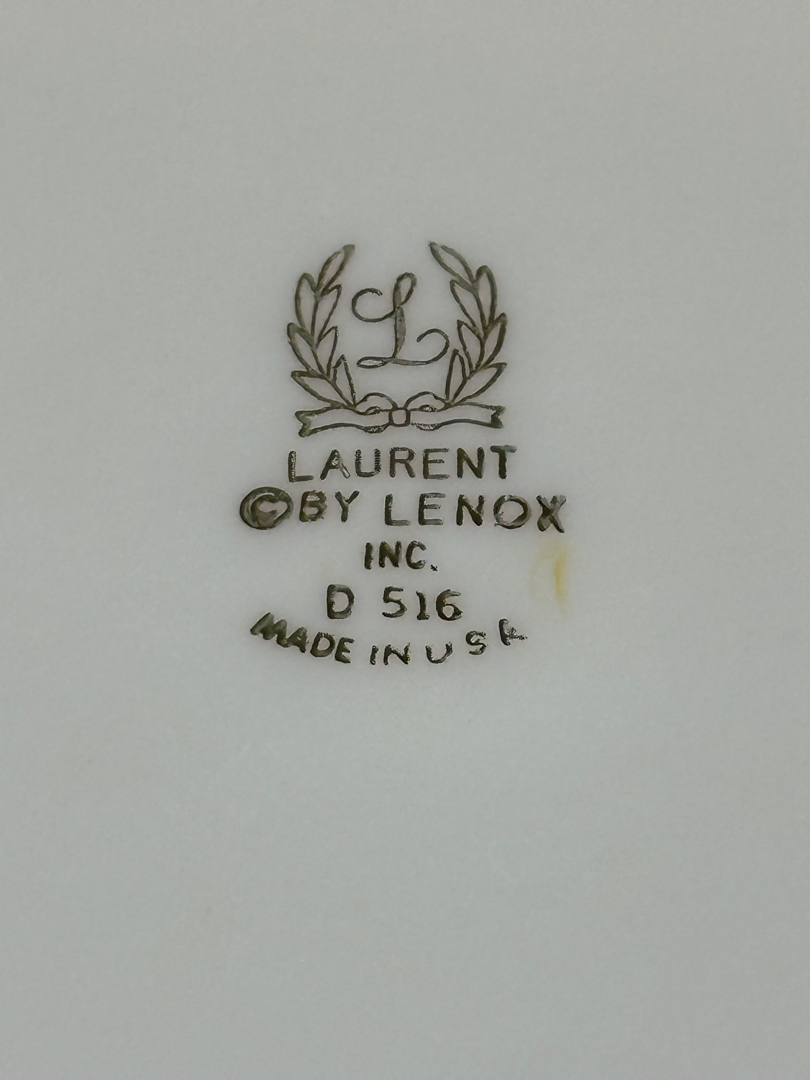 L
LAURENT
©BY LENOX
INC.
D 516
MADE IN USA